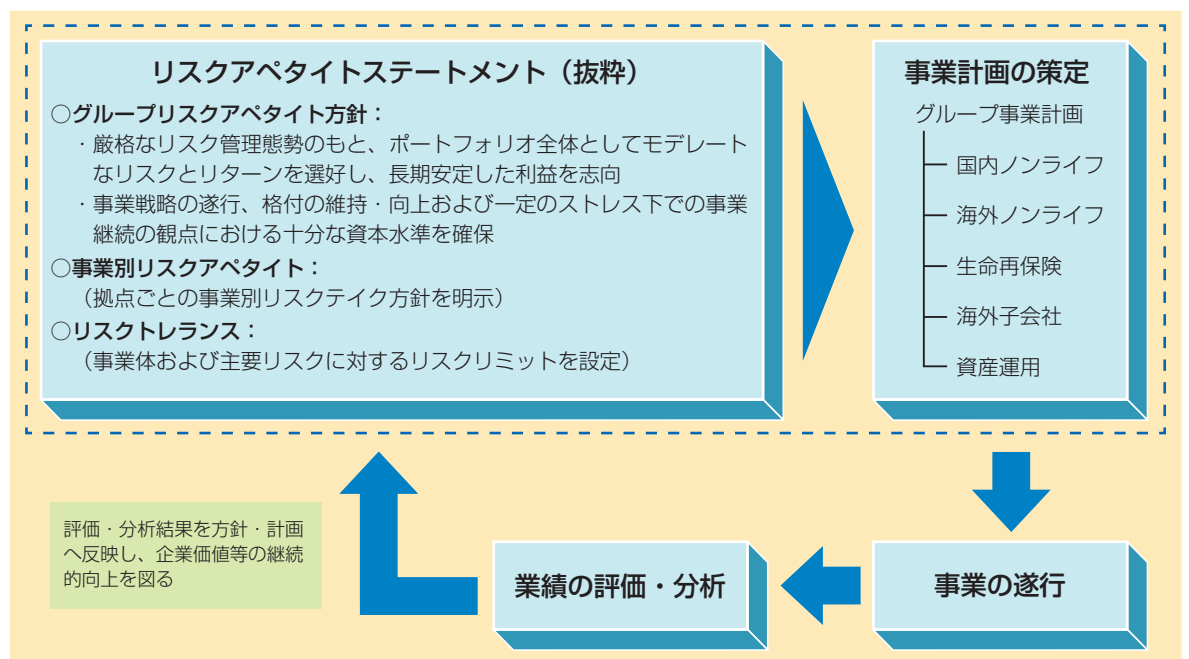 リスクアペタイトステートメント（抜粋）
○グループリスクアペタイト方針：
・厳格なリスク管理態勢のもと、ポートフォリオ全体としてモデレート
なリスクとリターンを選好し、長期安定した利益を志向
・事業戦略の遂行、格付の維持・向上および一定のストレス下での事業
継続の観点における十分な資本水準を確保
○事業別リスクアペタイト：
（拠点ごとの事業別リスクテイク方針を明示）
○リスクトレランス：
（事業体および主要リスクに対するリスクリミットを設定）
事業計画の策定
グループ事業計画
国内ノンライフ
海外ノンライフ
生命再保険
海外子会社
資産運用
事業の遂行
業績の評価・分析
評価・分析結果を方針・計画
へ反映し、企業価値等の継続
的向上を図る